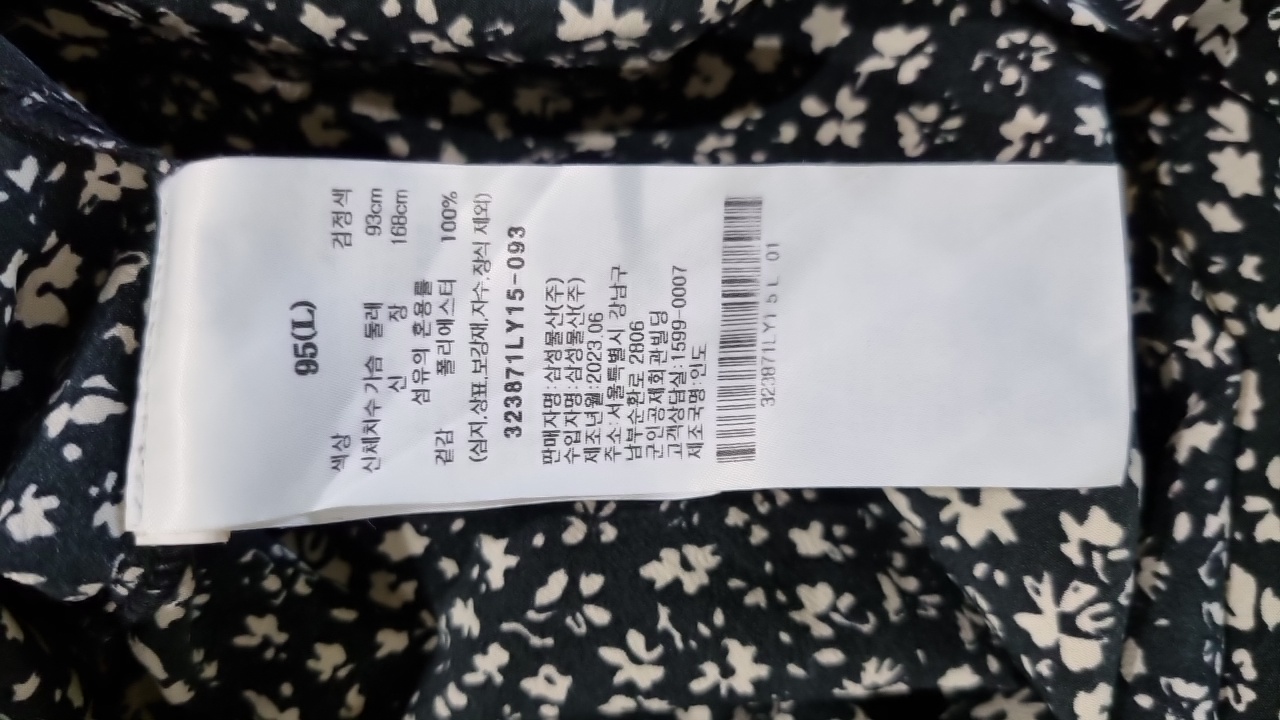 95(L)
색상 검정색
신체치수 가슴 둘레 93cm
신 장 168cm
섬유의 혼용률
겉감 폴리에스터 100%
(심지,상표,보강재,자수,장식 제외)
323871LY15-093
판매자명:삼성물산(주)
수입자명:삼성물산(주)
제조년월:2023.06
주소:서울특별시 강남구
남부순환로 2806
군인공제회관빌딩
고객상담실:1599-0007
제조국명:인도
323871LY15L 01